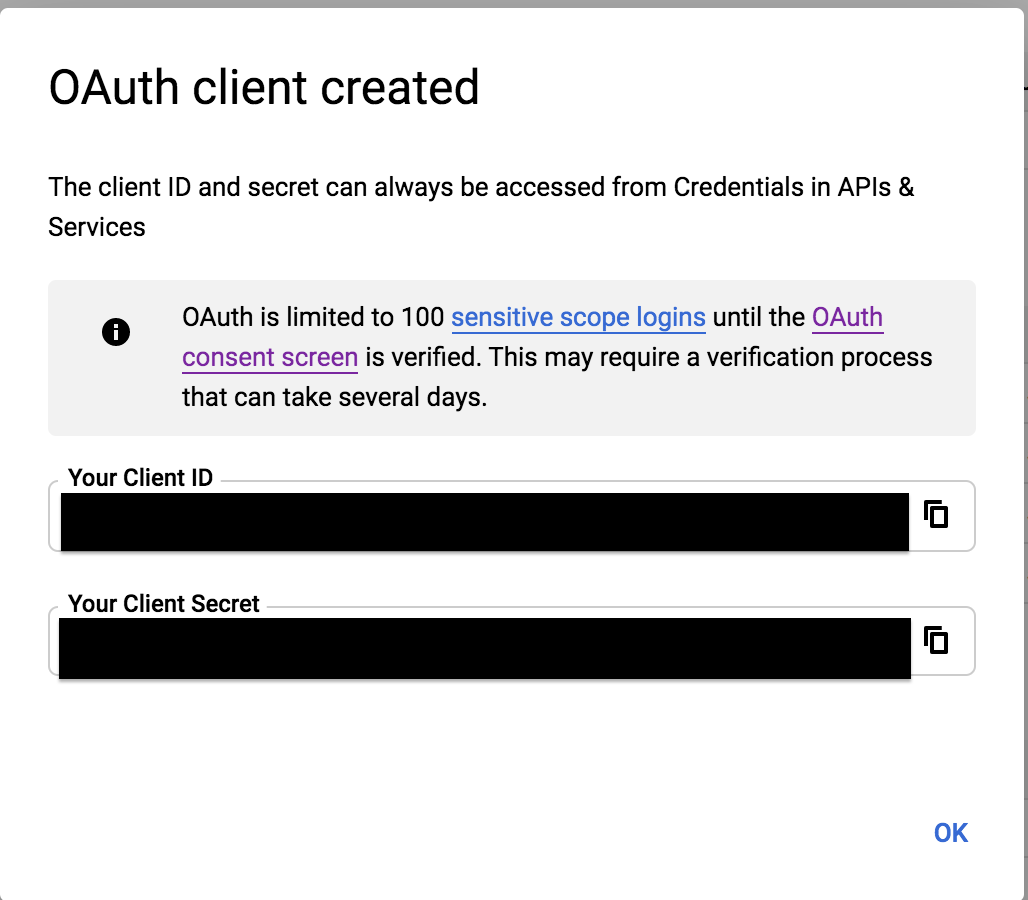 OAuth client created
The client ID and secret can always be accessed from Credentials in APIs &
Services
OAuth is limited to 100 sensitive scope logins until the OAuth
consent screen is verified. This may require a verification process
that can take several days.
Your Client ID
Your Client Secret
OK